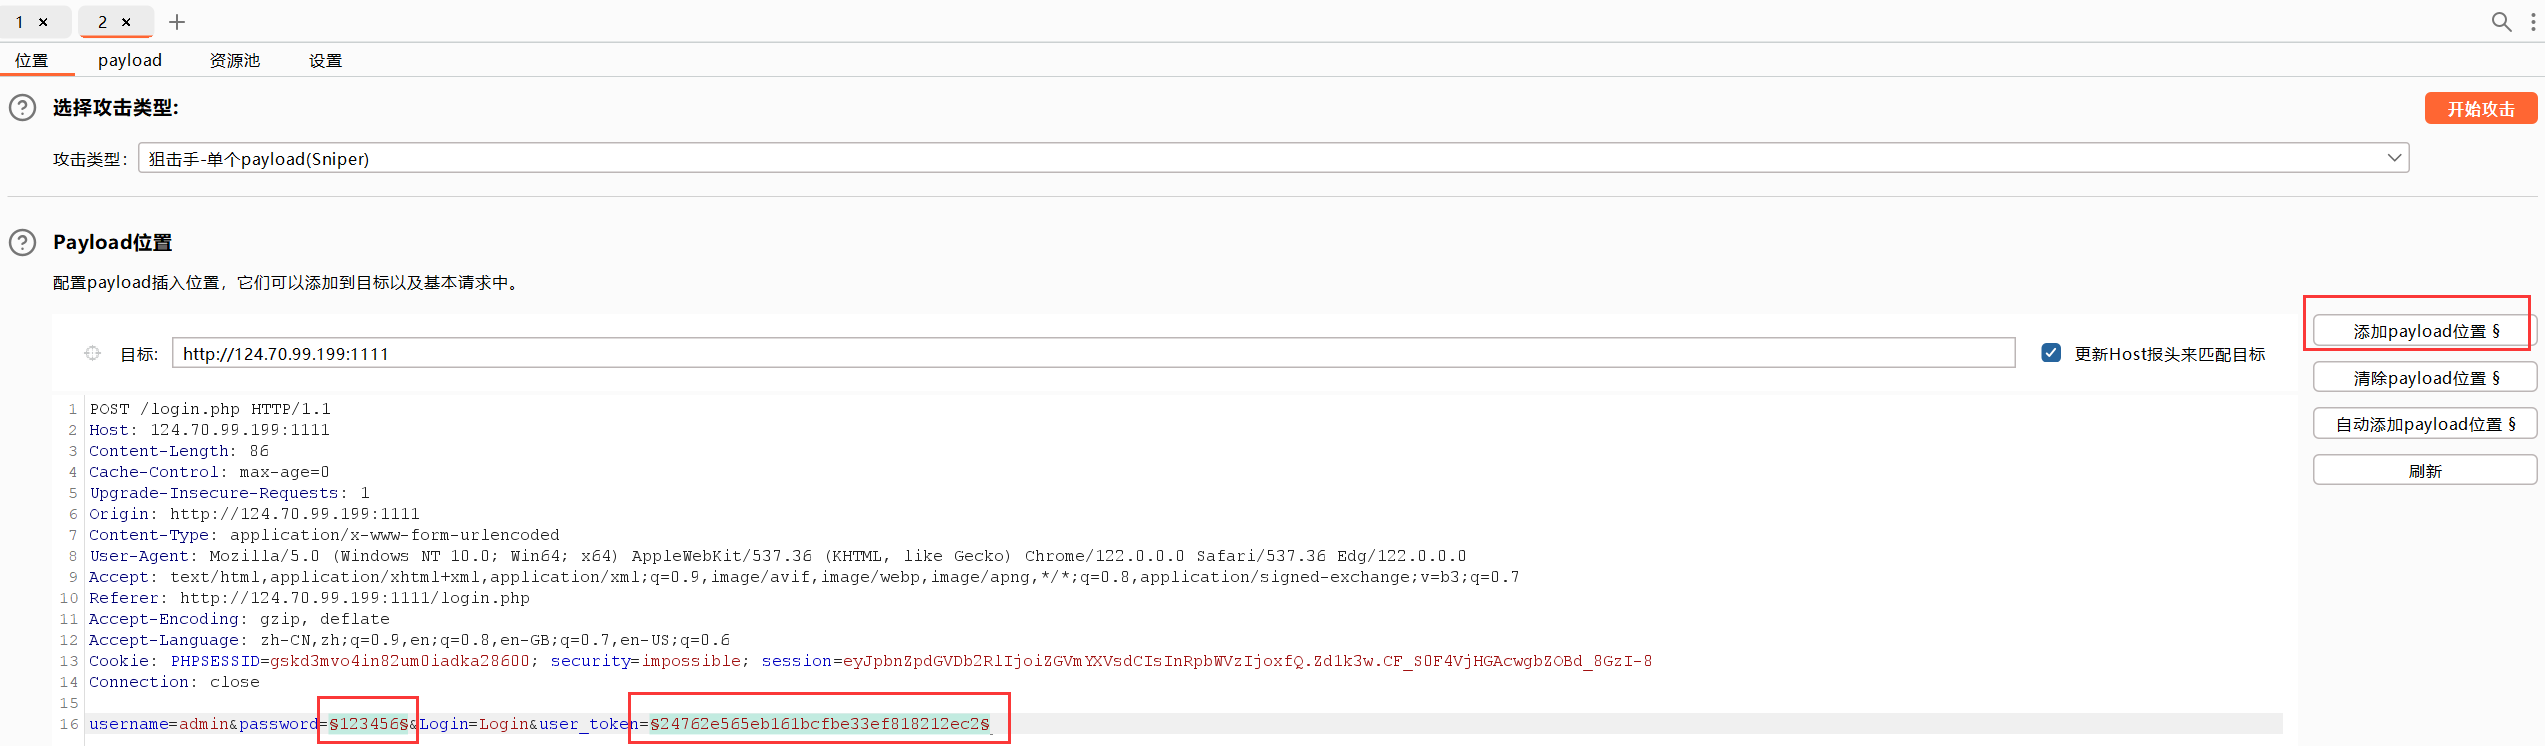 1 × 2 × +
位置 payload 资源池 设置
选择攻击类型:
开始攻击
攻击类型: 狙击手-单个payload(Sniper)
Payload位置
配置payload插入位置，它们可以添加到目标以及基本请求中。
添加payload位置 §
目标: http://124.70.99.199:1111
更新Host报头来匹配目标
清除payload位置 §
自动添加payload位置 §
刷新
1 POST /login.php HTTP/1.1
2 Host: 124.70.99.199:1111
3 Content-Length: 86
4 Cache-Control: max-age=0
5 Upgrade-Insecure-Requests: 1
6 Origin: http://124.70.99.199:1111
7 Content-Type: application/x-www-form-urlencoded
8 User-Agent: Mozilla/5.0 (Windows NT 10.0; Win64; x64) AppleWebKit/537.36 (KHTML, like Gecko) Chrome/122.0.0.0 Safari/537.36 Edg/122.0.0.0
9 Accept: text/html,application/xhtml+xml,application/xml;q=0.9,image/avif,image/webp,image/apng,*/*;q=0.8,application/signed-exchange;v=b3;q=0.7
10 Referer: http://124.70.99.199:1111/login.php
11 Accept-Encoding: gzip, deflate
12 Accept-Language: zh-CN,zh;q=0.9,en;q=0.8,en-GB;q=0.7,en-US;q=0.6
13 Cookie: PHPSESSID=gskd3mvo4in82um0iadka28600; security=impossible; session=eyJpbnZpdGVDb2RlIjoiZGVmYXVsdCIsInRpbWVzIjoxfQ.Zd1k3w.CF_S0F4VjHGAcwgbZOBd_8GzI-8
14 Connection: close
15
16 username=admin&password=§123456§&Login=Login&user_token=§24762e565eb161bcfbe33ef818212ec2§